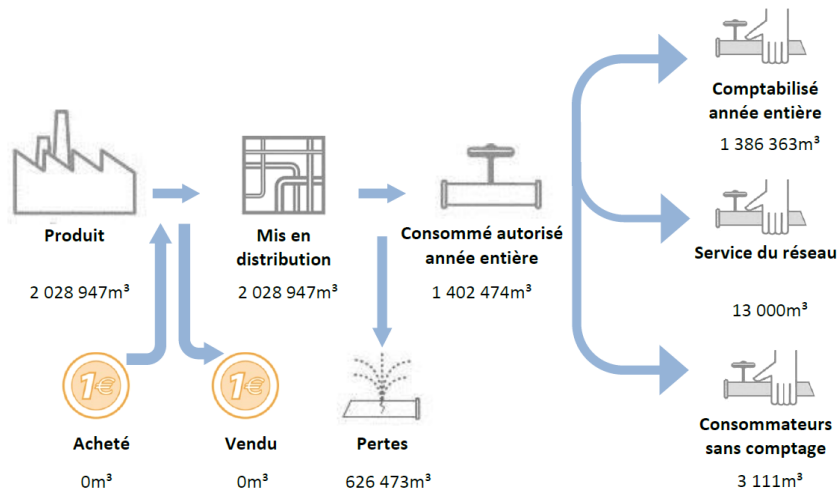 Comptabilisé
année entière
1 386 363m³
Produit
2 028 947m³
Mis en
distribution
2 028 947m³
Consommé autorisé
année entière
1 402 474m³
Service du réseau
13 000m³
1€
Acheté
0m³
1€
Vendu
0m³
Pertes
626 473m³
Consommateurs
sans comptage
3 111m³